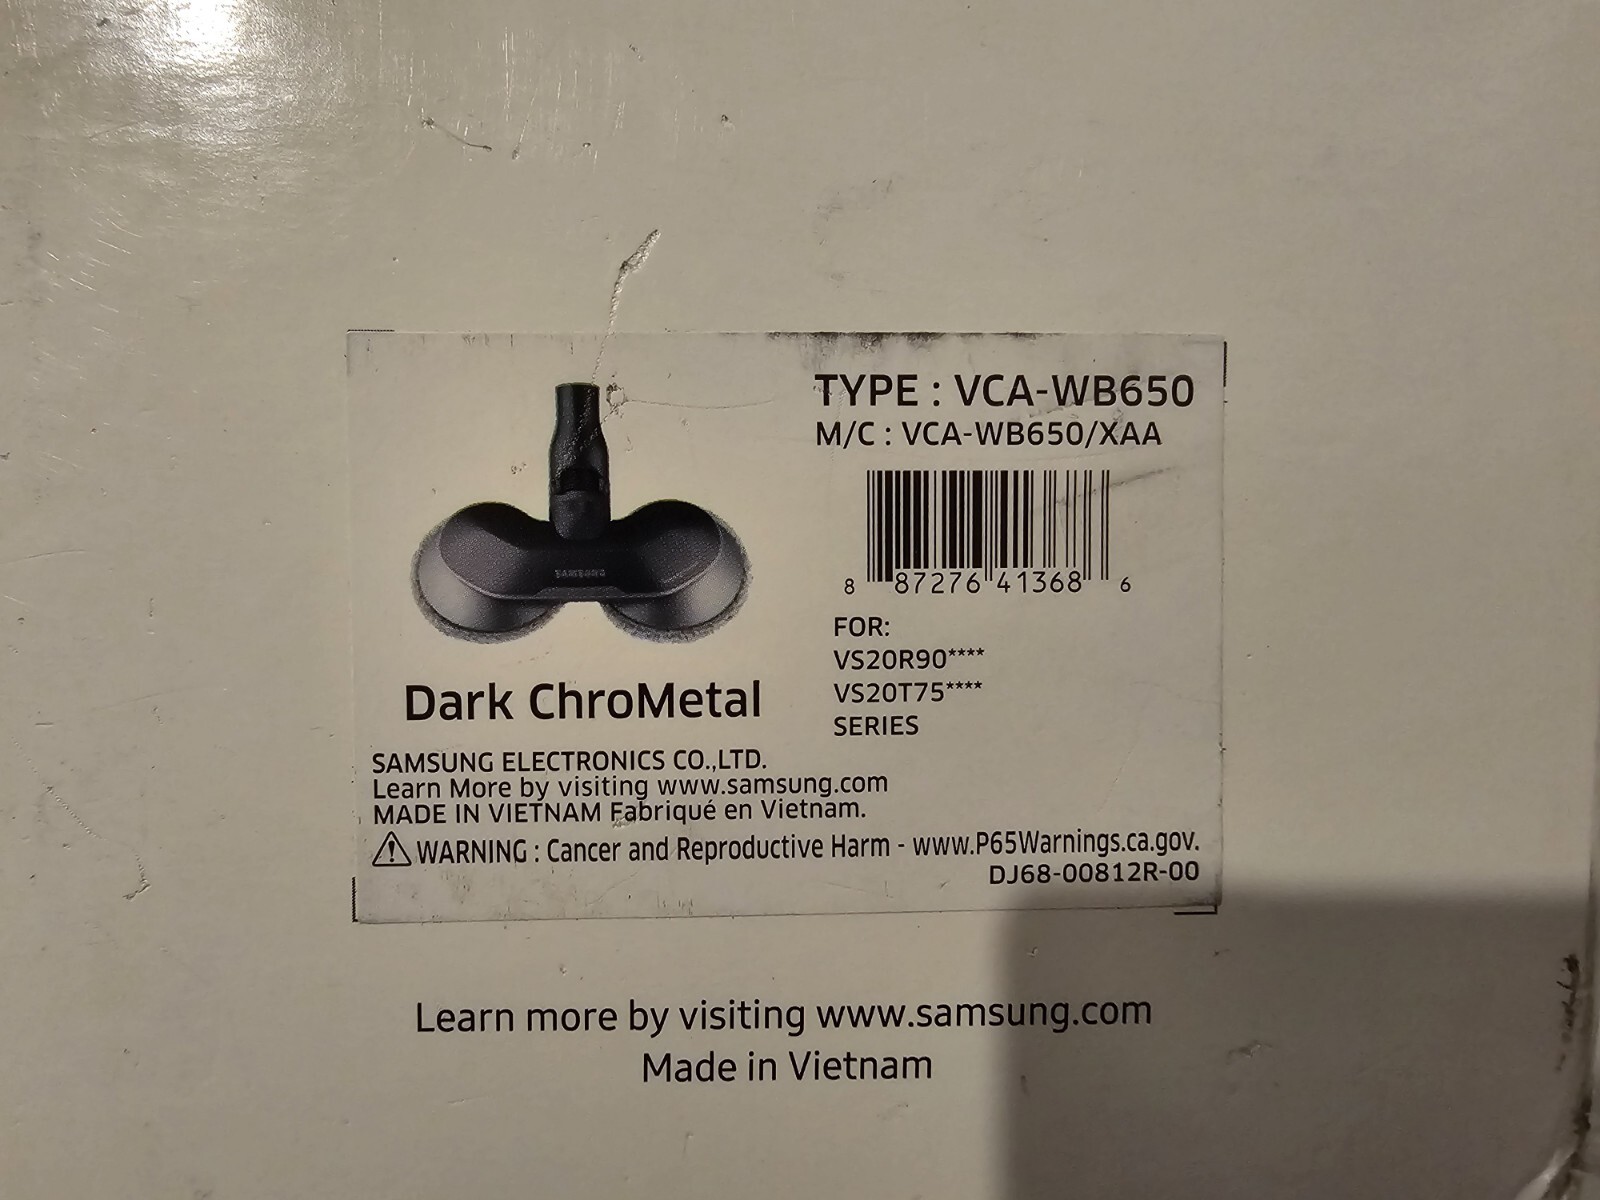 TYPE : VCA-WB650
M/C : VCA-WB650/XAA
8 87276 41368 6
FOR:
VS20R90****
VS20T75****
SERIES
SAMSUNG
Dark ChroMetal
SAMSUNG ELECTRONICS CO.,LTD.
Learn More by visiting www.samsung.com
MADE IN VIETNAM Fabriqué en Vietnam.
WARNING : Cancer and Reproductive Harm - www.P65Warnings.ca.gov.
DJ68-00812R-00
Learn more by visiting www.samsung.com
Made in Vietnam